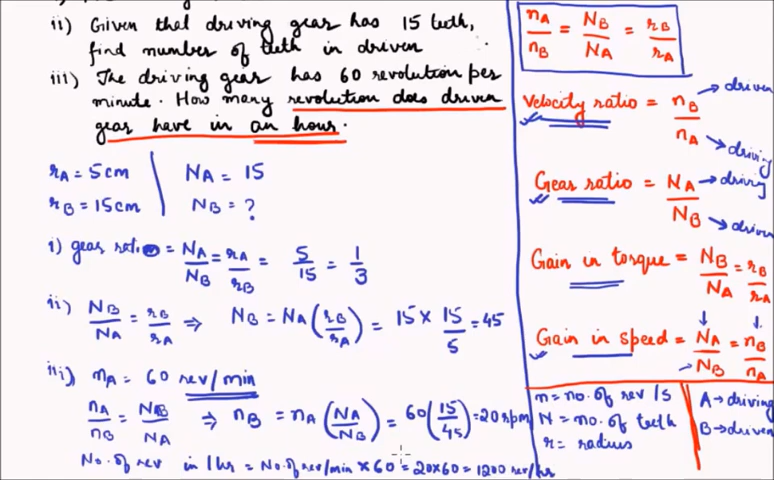 ii) Given that driving gear has 15 teeth,
find number of teeth in driven
iii) The driving gear has 60 revolution per
minute. How many revolution does driven
gear have in an hour.
rA = 5cm | NA = 15
rB = 15cm | NB = ?
i) gear ratio = NA/NB = rA/rB = 5/15 = 1/3
ii) NB/NA = rB/rA ⇒ NB = NA (rB/rA) = 15 × 15/5 = 45
iii) nA = 60 rev/min
nA/nB = NB/NA ⇒ nB = nA (NA/NB) = 60 (15/45) = 20 rpm
No. of rev in 1hr = No. of rev/min × 60 = 20×60 = 1200 rev/hr
nA/nB = NB/NA = rB/rA
Velocity ratio = nB/nA → driven → driving
Gear ratio = NA/NB → driving → driven
Gain in torque = NB/NA = rB/rA
Gain in speed = NA/NB = nB/nA
n = no. of rev /s
N = no. of teeth
r = radius
A → driving
B → driven